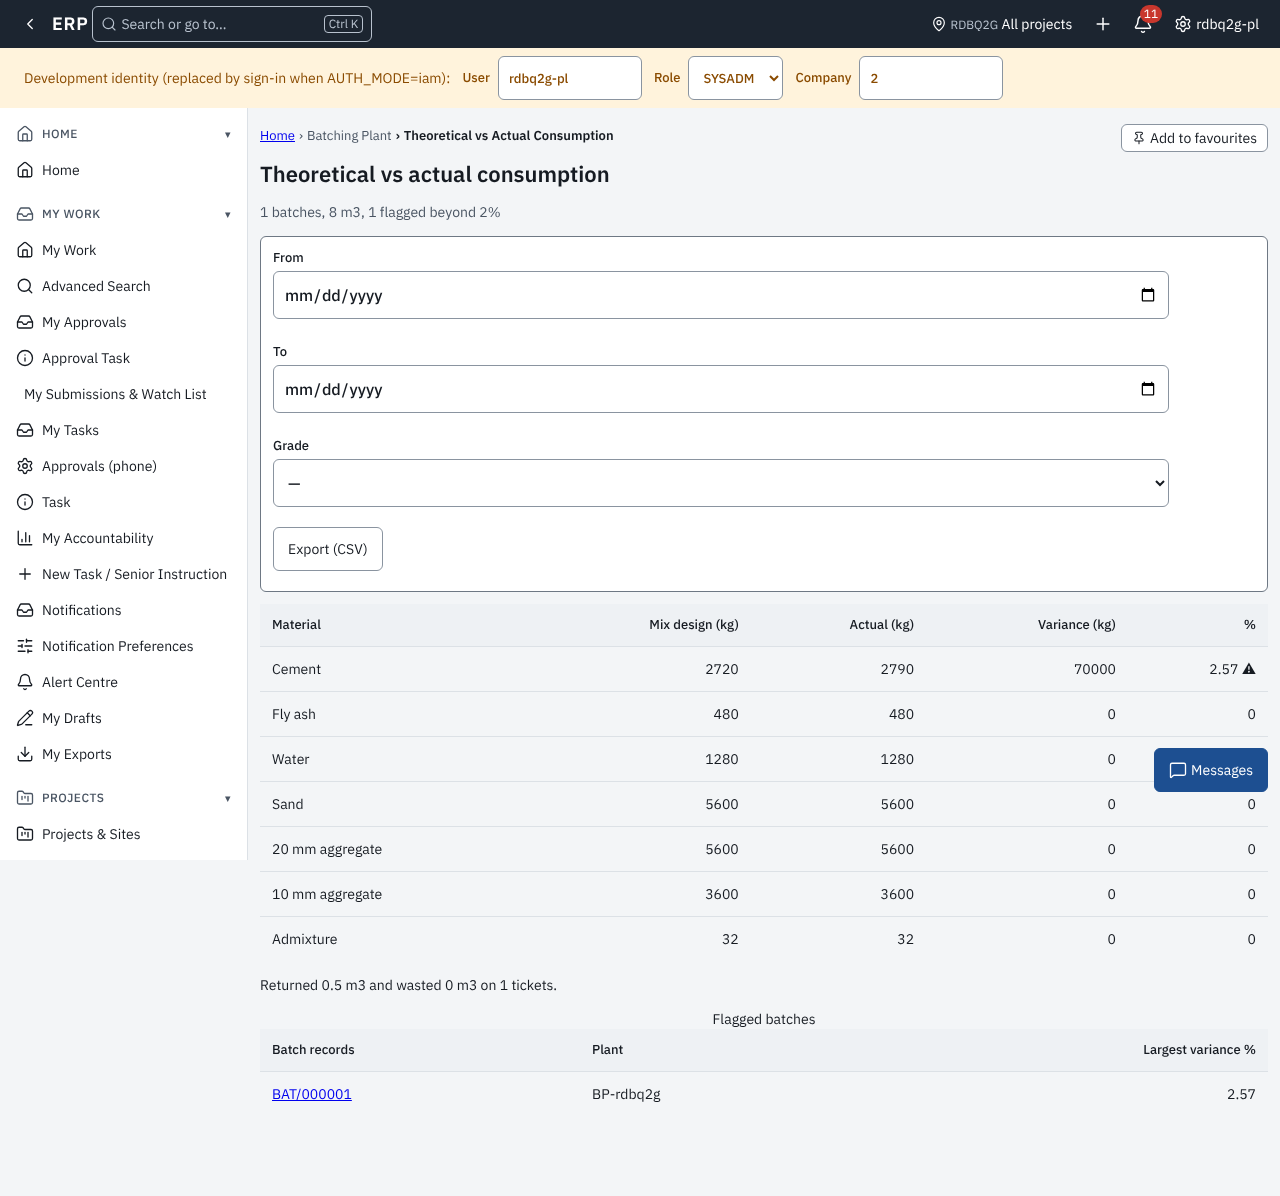 ERP
Search or go to...
Ctrl K
RDBQ2G All projects
11
rdbq2g-pl
Development identity (replaced by sign-in when AUTH_MODE=iam):
User
rdbq2g-pl
Role
SYSADM
Company
2
HOME
Home
MY WORK
My Work
Advanced Search
My Approvals
Approval Task
My Submissions & Watch List
My Tasks
Approvals (phone)
Task
My Accountability
New Task / Senior Instruction
Notifications
Notification Preferences
Alert Centre
My Drafts
My Exports
PROJECTS
Projects & Sites
Home › Batching Plant › Theoretical vs Actual Consumption
Add to favourites
Theoretical vs actual consumption
1 batches, 8 m3, 1 flagged beyond 2%
From
mm/dd/yyyy
To
mm/dd/yyyy
Grade
—
Export (CSV)
Material Mix design (kg) Actual (kg) Variance (kg) %
Cement 2720 2790 70000 2.57
Fly ash 480 480 0 0
Water 1280 1280 0
Messages
Sand 5600 5600 0 0
20 mm aggregate 5600 5600 0 0
10 mm aggregate 3600 3600 0 0
Admixture 32 32 0 0
Returned 0.5 m3 and wasted 0 m3 on 1 tickets.
Flagged batches
Batch records Plant Largest variance %
BAT/000001 BP-rdbq2g 2.57